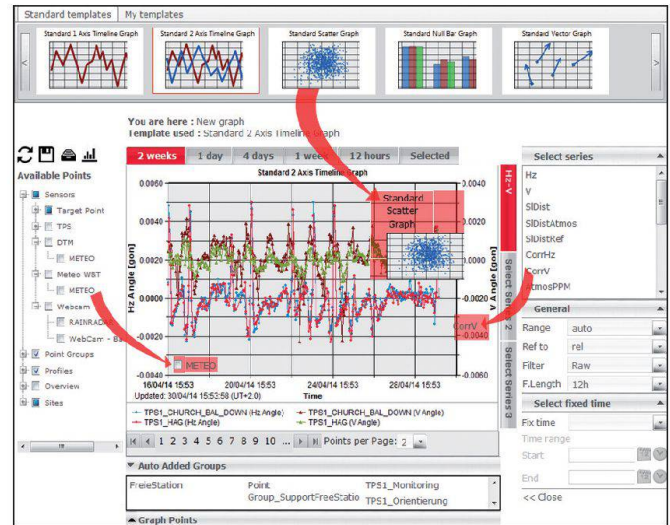 Standard templates My templates
Standard 1 Axis Timeline Graph
Standard 2 Axis Timeline Graph
Standard Scatter Graph
Standard Null Bar Graph
Standard Vector Graph
You are here : New graph
Template used : Standard 2 Axis Timeline Graph
2 weeks 1 day 4 days 1 week 12 hours Selected
Available Points
Sensors
Target Point
TPS
DTM
METEO
Meteo WBT
METEO
Webcam
RAINRADAR
WebCam - Ba
Point Groups
Profiles
Overview
Sites
Standard 2 Axis Timeline Graph
Hz Angle [gon]
0.0060
0.0040
0.0020
0.0000
-0.0020
-0.0040
V Angle [gon]
0.0040
0.0020
0.0000
-0.0020
-0.0040
-0.0060
Standard
Scatter
Graph
CorrV
METEO
16/04/14 15:53 20/04/14 15:53 24/04/14 15:53 28/04/14 15:53
Updated: 30/04/14 15:53:58 (UT+2.0) Time
TPS1_CHURCH_BAL_DOWN (Hz Angle) TPS1_CHURCH_BAL_DOWN (V Angle)
TPS1_HAG (Hz Angle) TPS1_HAG (V Angle)
1 2 3 4 5 6 7 8 9 10 ... Points per Page: 2
Auto Added Groups
FreieStation Point TPS1_Monitoring
Group_SupportFreeStatio TPS1_Orientierung
Graph Points
Hz-V
Select Series 2
Select Series 3
Select series
Hz
V
SlDist
SlDistAtmos
SlDistRef
CorrHz
CorrV
AtmosPPM
General
Range auto
Ref to rel
Filter Raw
F.Length 12h
Select fixed time
Fix time
Time range
Start
End
<< Close